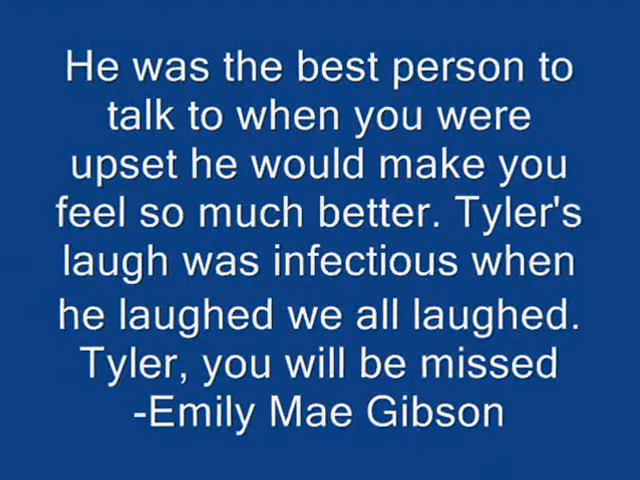 He was the best person to
talk to when you were
upset he would make you
feel so much better. Tyler's
laugh was infectious when
he laughed we all laughed.
Tyler, you will be missed
-Emily Mae Gibson